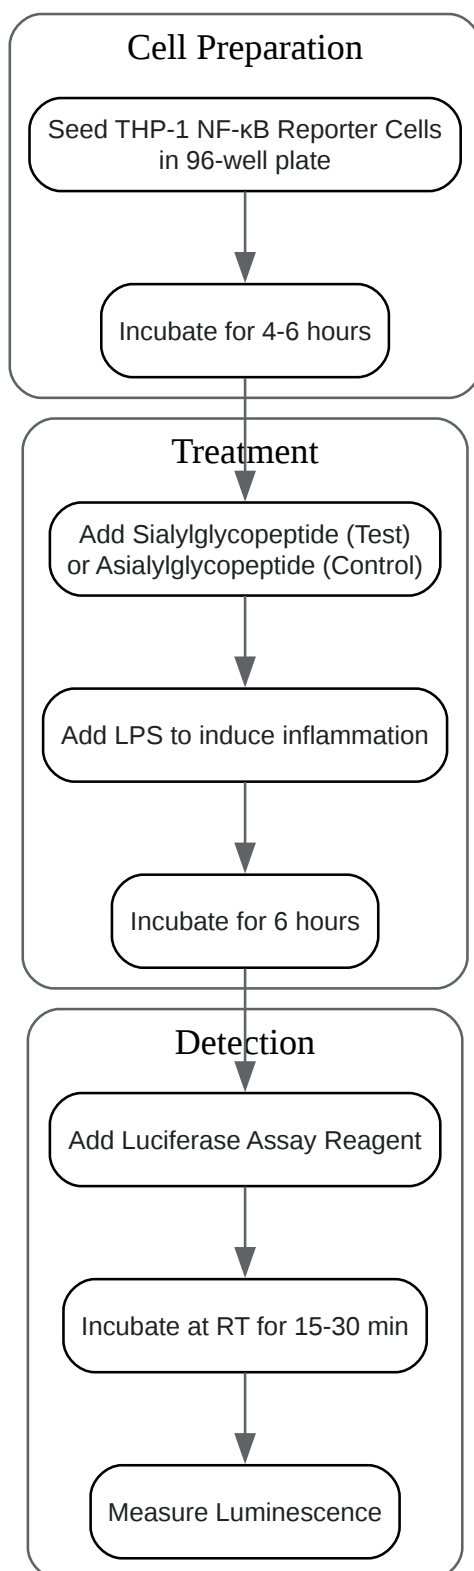 Cell Preparation
Seed THP-1 NF-κB Reporter Cells
in 96-well plate
Incubate for 4-6 hours
Treatment
Add Sialylglycopeptide (Test)
or Asialylglycopeptide (Control)
Add LPS to induce inflammation
Incubate for 6 hours
Detection
Add Luciferase Assay Reagent
Incubate at RT for 15-30 min
Measure Luminescence